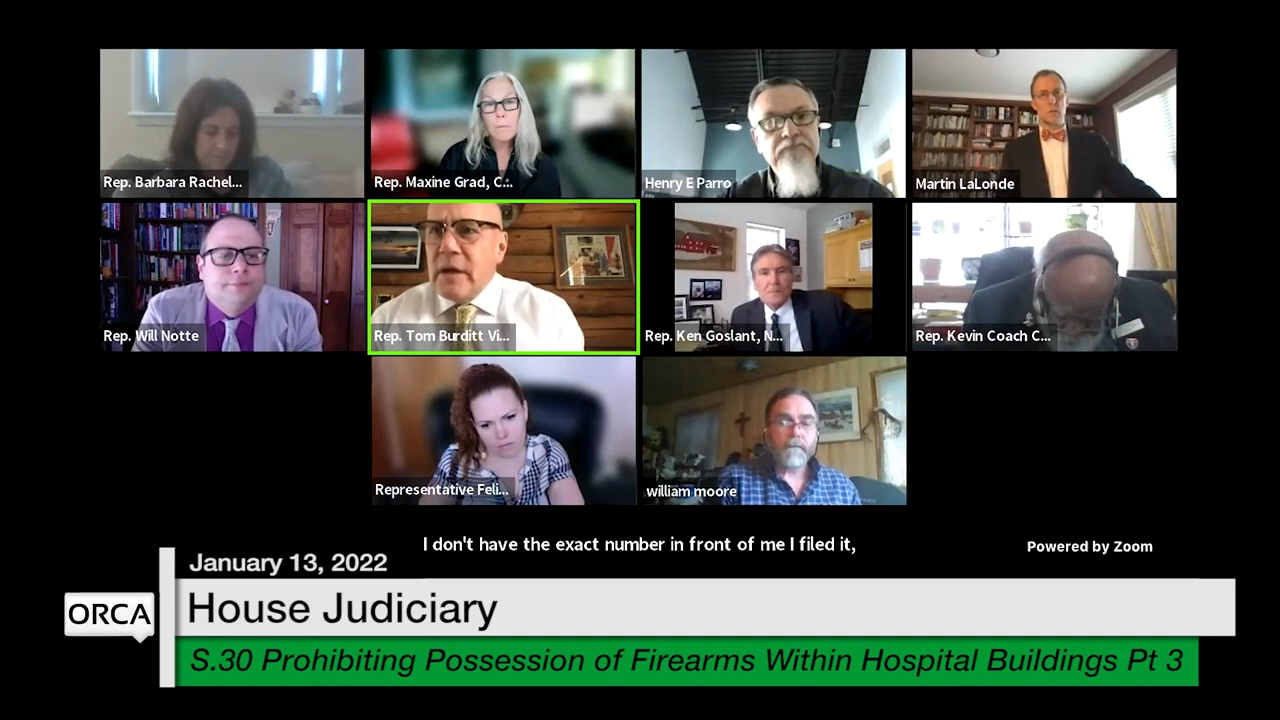 Rep. Barbara Rachel...
Rep. Maxine Grad, C...
Henry E Parro
Martin LaLonde
Rep. Will Notte
Rep. Tom Burditt Vi...
Rep. Ken Goslant, N...
Rep. Kevin Coach C...
Representative Feli...
william moore
I don't have the exact number in front of me I filed it,
Powered by Zoom
January 13, 2022
ORCA
House Judiciary
S.30 Prohibiting Possession of Firearms Within Hospital Buildings Pt 3